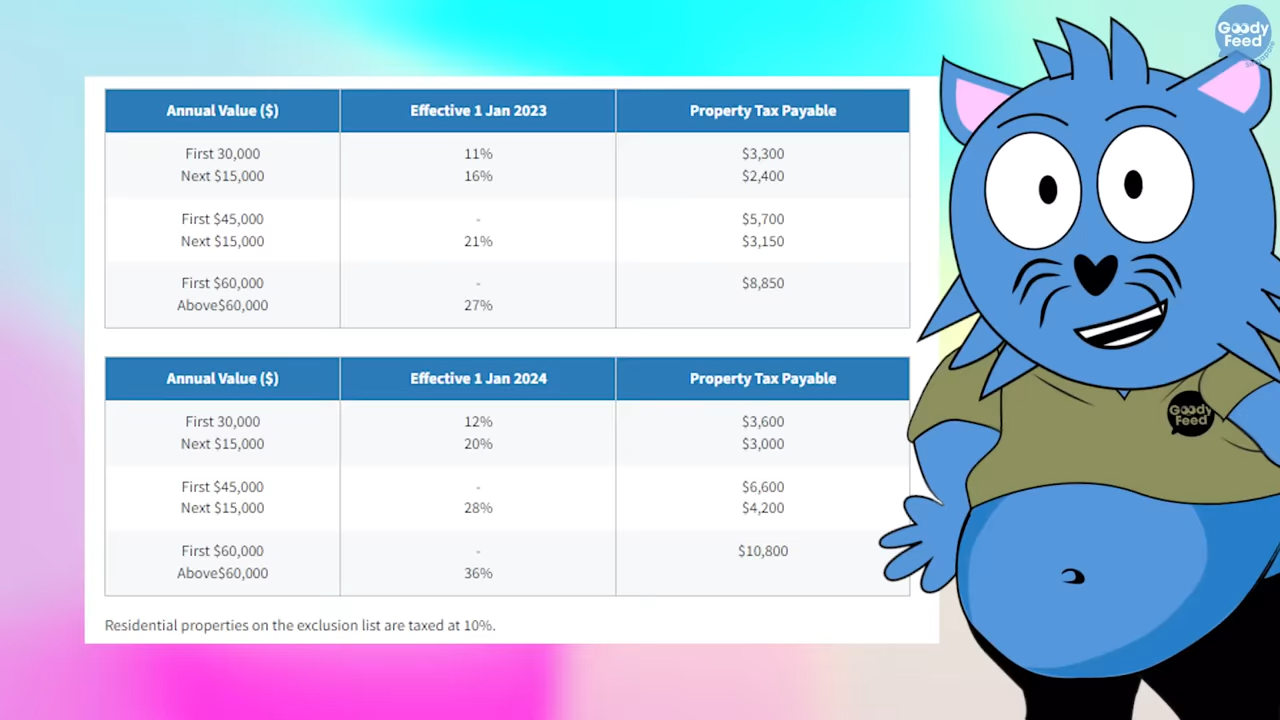 Goody
Feed
Annual Value ($) Effective 1 Jan 2023 Property Tax Payable
First 30,000 11% $3,300
Next $15,000 16% $2,400
First $45,000 - $5,700
Next $15,000 21% $3,150
First $60,000 - $8,850
Above$60,000 27%
Annual Value ($) Effective 1 Jan 2024 Property Tax Payable
First 30,000 12% $3,600
Next $15,000 20% $3,000
First $45,000 - $6,600
Next $15,000 28% $4,200
First $60,000 - $10,800
Above$60,000 36%
Residential properties on the exclusion list are taxed at 10%.
Goody
Feed